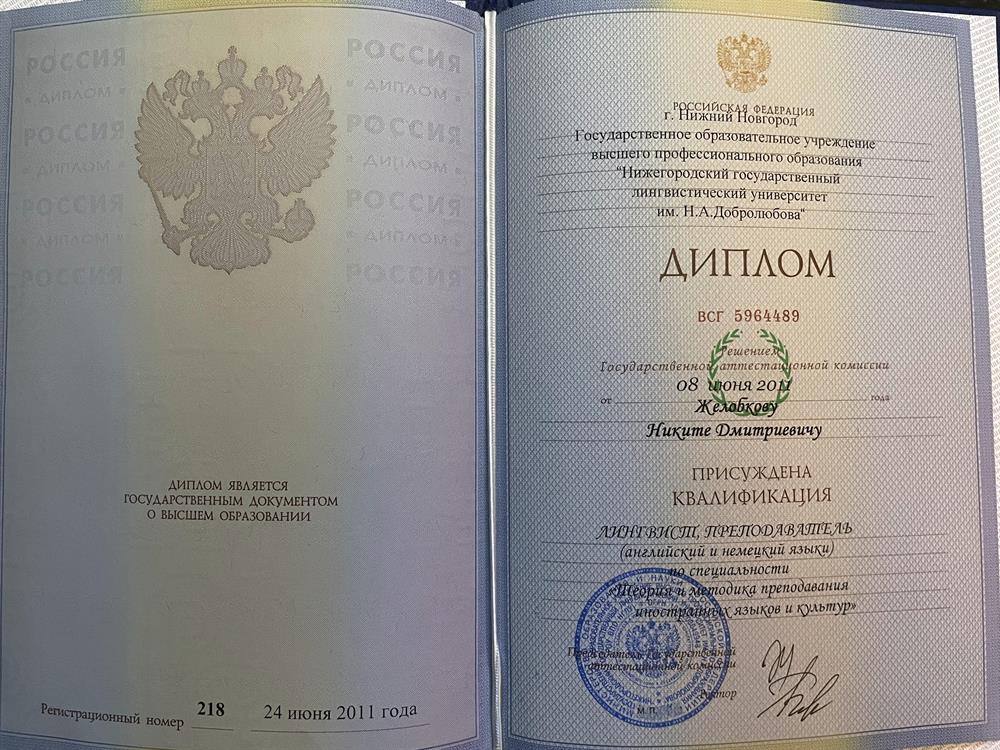 РОССИЯ РОССИЯ
• ДИПЛОМ • • ДИПЛОМ •
РОССИЯ РОССИЯ
• ДИПЛОМ • • ДИПЛОМ •
РОССИЯ РОССИЯ
• ДИПЛОМ • • ДИПЛОМ •
РОССИЯ РОССИЯ
ДИПЛОМ ЯВЛЯЕТСЯ
ГОСУДАРСТВЕННЫМ ДОКУМЕНТОМ
О ВЫСШЕМ ОБРАЗОВАНИИ
Регистрационный номер 218 24 июня 2011 года
РОССИЙСКАЯ ФЕДЕРАЦИЯ
г. Нижний Новгород
Государственное образовательное учреждение
высшего профессионального образования
"Нижегородский государственный
лингвистический университет
им. Н.А.Добролюбова"
ДИПЛОМ
ВСГ 5964489
Решением
Государственной аттестационной комиссии
от 08 июня 2011 года
Желобкову
Никите Дмитриевичу
ПРИСУЖДЕНА
КВАЛИФИКАЦИЯ
ЛИНГВИСТ, ПРЕПОДАВАТЕЛЬ
(английский и немецкий языки)
по специальности
«Теория и методика преподавания
иностранных языков и культур»
Председатель Государственной
аттестационной комиссии
Ректор
М.П.